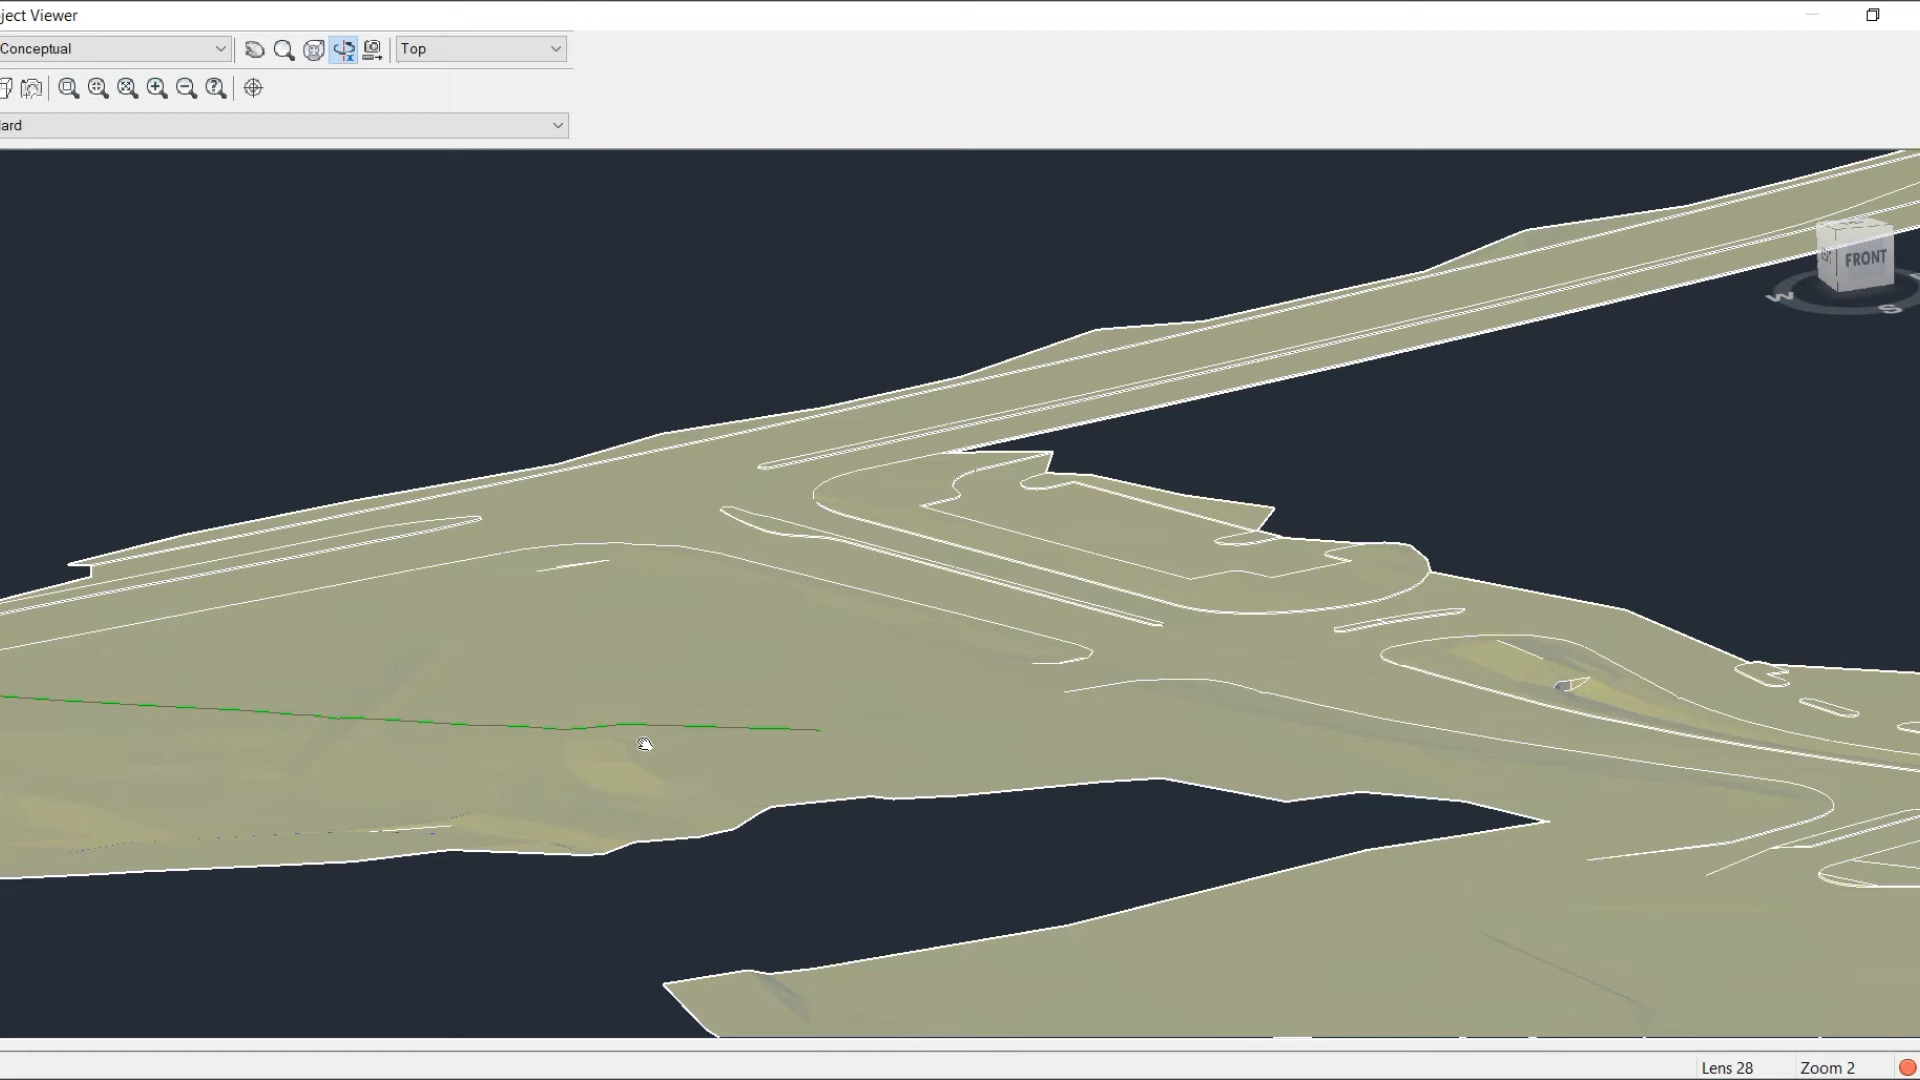 ject Viewer
Conceptual
Top
ard
FRONT
W
S
Lens 28
Zoom 2